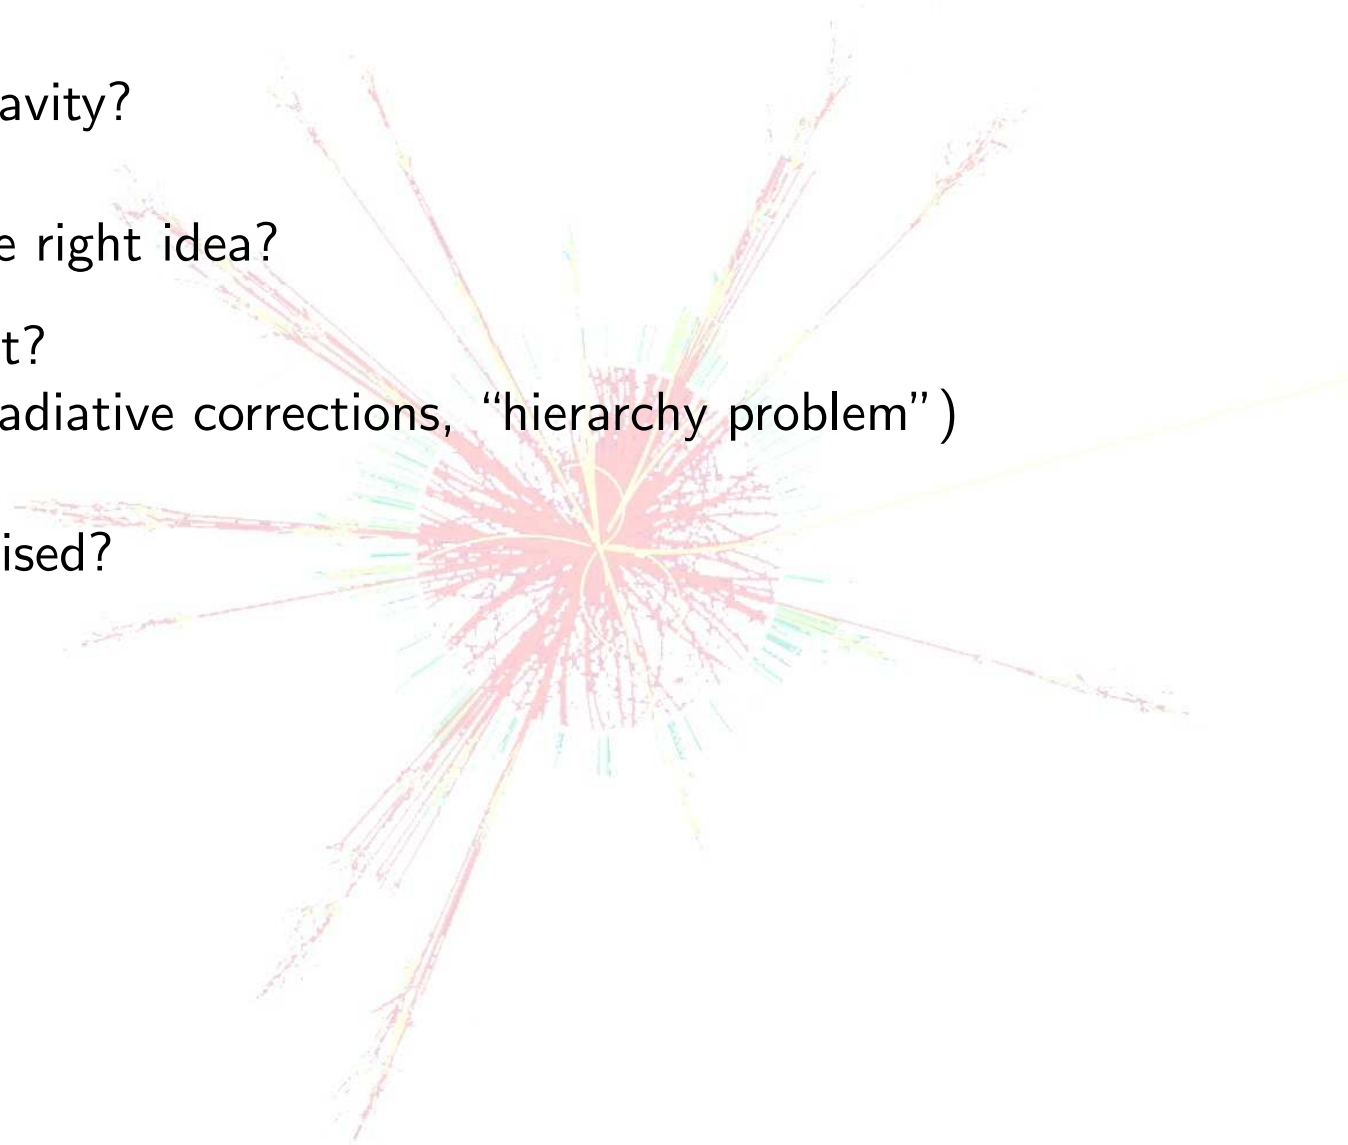 avity?
e right idea?
t?
adiative corrections, “hierarchy problem”)
ised?